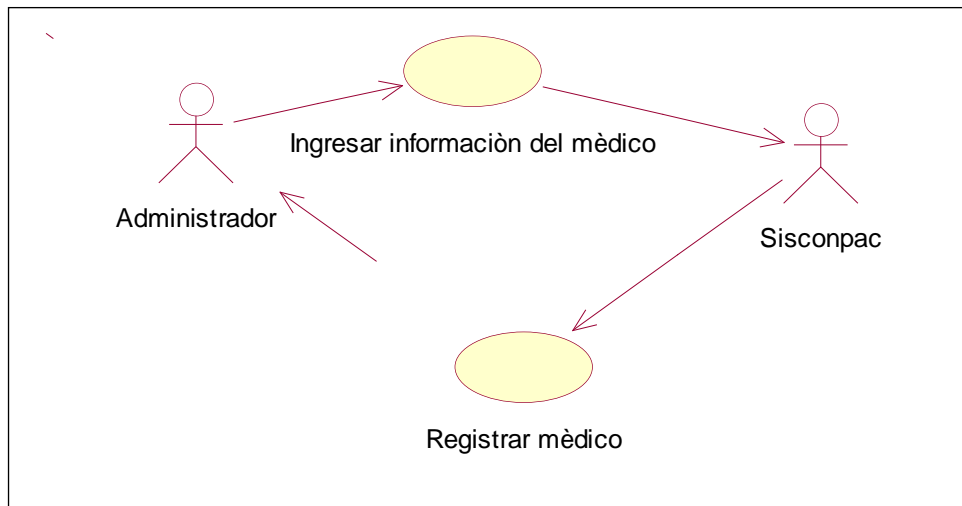 Ingresar informaciòn del mèdico
Administrador
Sisconpac
Registrar mèdico